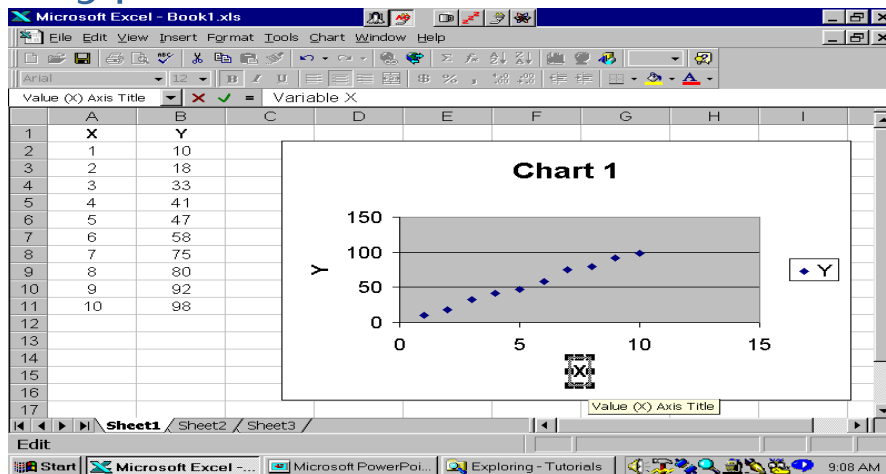 Microsoft Excel - Book1.xls
File Edit View Insert Format Tools Chart Window Help
Arial 12 B I U
Value (X) Axis Title = Variable X
A B C D E F G H I
1 X Y
2 1 10
3 2 18
4 3 33
5 4 41
6 5 47
7 6 58
8 7 75
9 8 80
10 9 92
11 10 98
12
13
14
15
16
17
Chart 1
150
100
50
0
Y
0 5 10 15
X
Y
Value (X) Axis Title
Sheet1 Sheet2 Sheet3
Edit
Start Microsoft Excel -... Microsoft PowerPoi... Exploring - Tutorials 9:08 AM